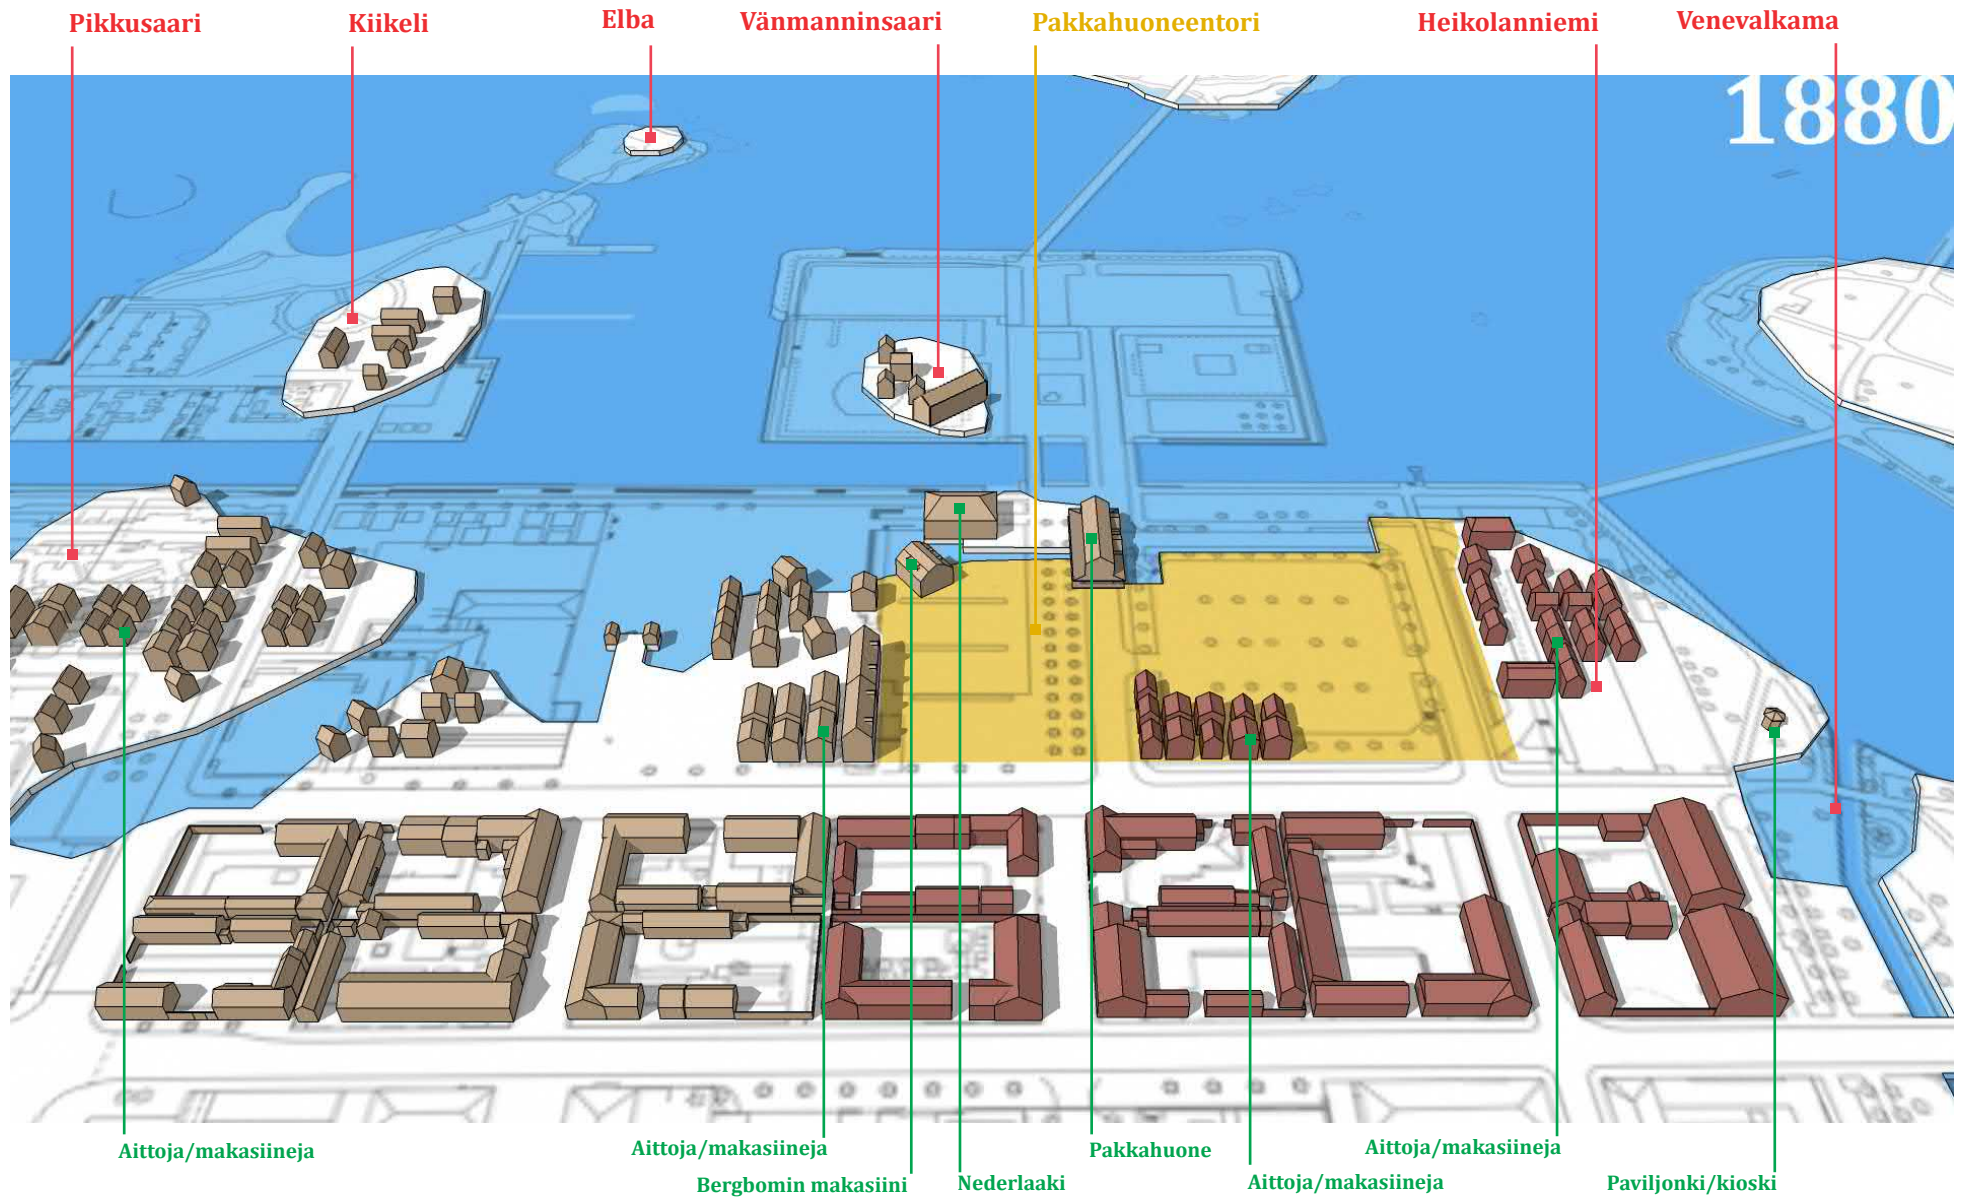 Pikkusaari
Kiikeli
Elba
Vänmanninsaari
Pakkahuoneentori
Heikolanniemi
Venevalkama
1880
Aittoja/makasiineja
Aittoja/makasiineja
Bergbomin makasiini
Nederlaaki
Pakkahuone
Aittoja/makasiineja
Aittoja/makasiineja
Paviljonki/kioski